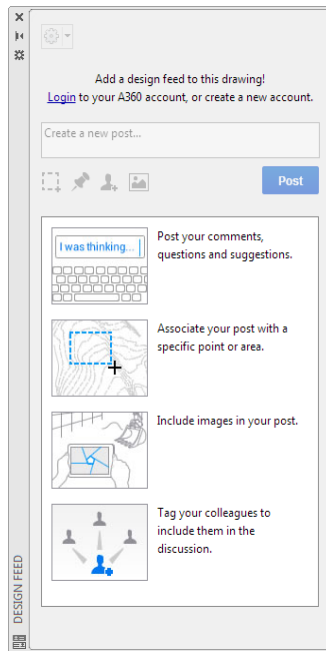 Add a design feed to this drawing!
Login to your A360 account, or create a new account.
Create a new post...
Post
I was thinking...
Post your comments,
questions and suggestions.
Associate your post with a
specific point or area.
Include images in your post.
Tag your colleagues to
include them in the
discussion.
DESIGN FEED